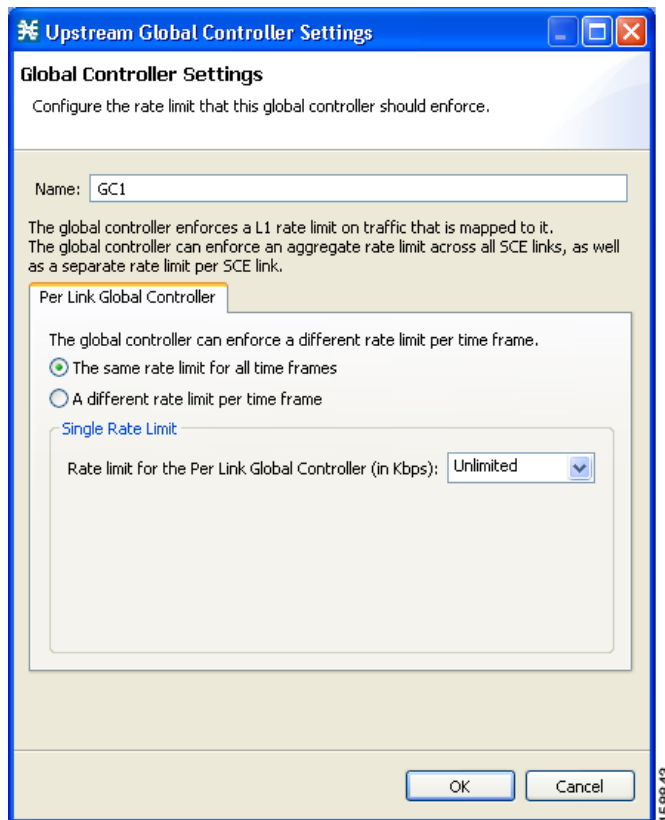 Upstream Global Controller Settings
Global Controller Settings
Configure the rate limit that this global controller should enforce.
Name: GC1
The global controller enforces a L1 rate limit on traffic that is mapped to it.
The global controller can enforce an aggregate rate limit across all SCE links, as well
as a separate rate limit per SCE link.
Per Link Global Controller
The global controller can enforce a different rate limit per time frame.
The same rate limit for all time frames
A different rate limit per time frame
Single Rate Limit
Rate limit for the Per Link Global Controller (in Kbps): Unlimited
OK Cancel